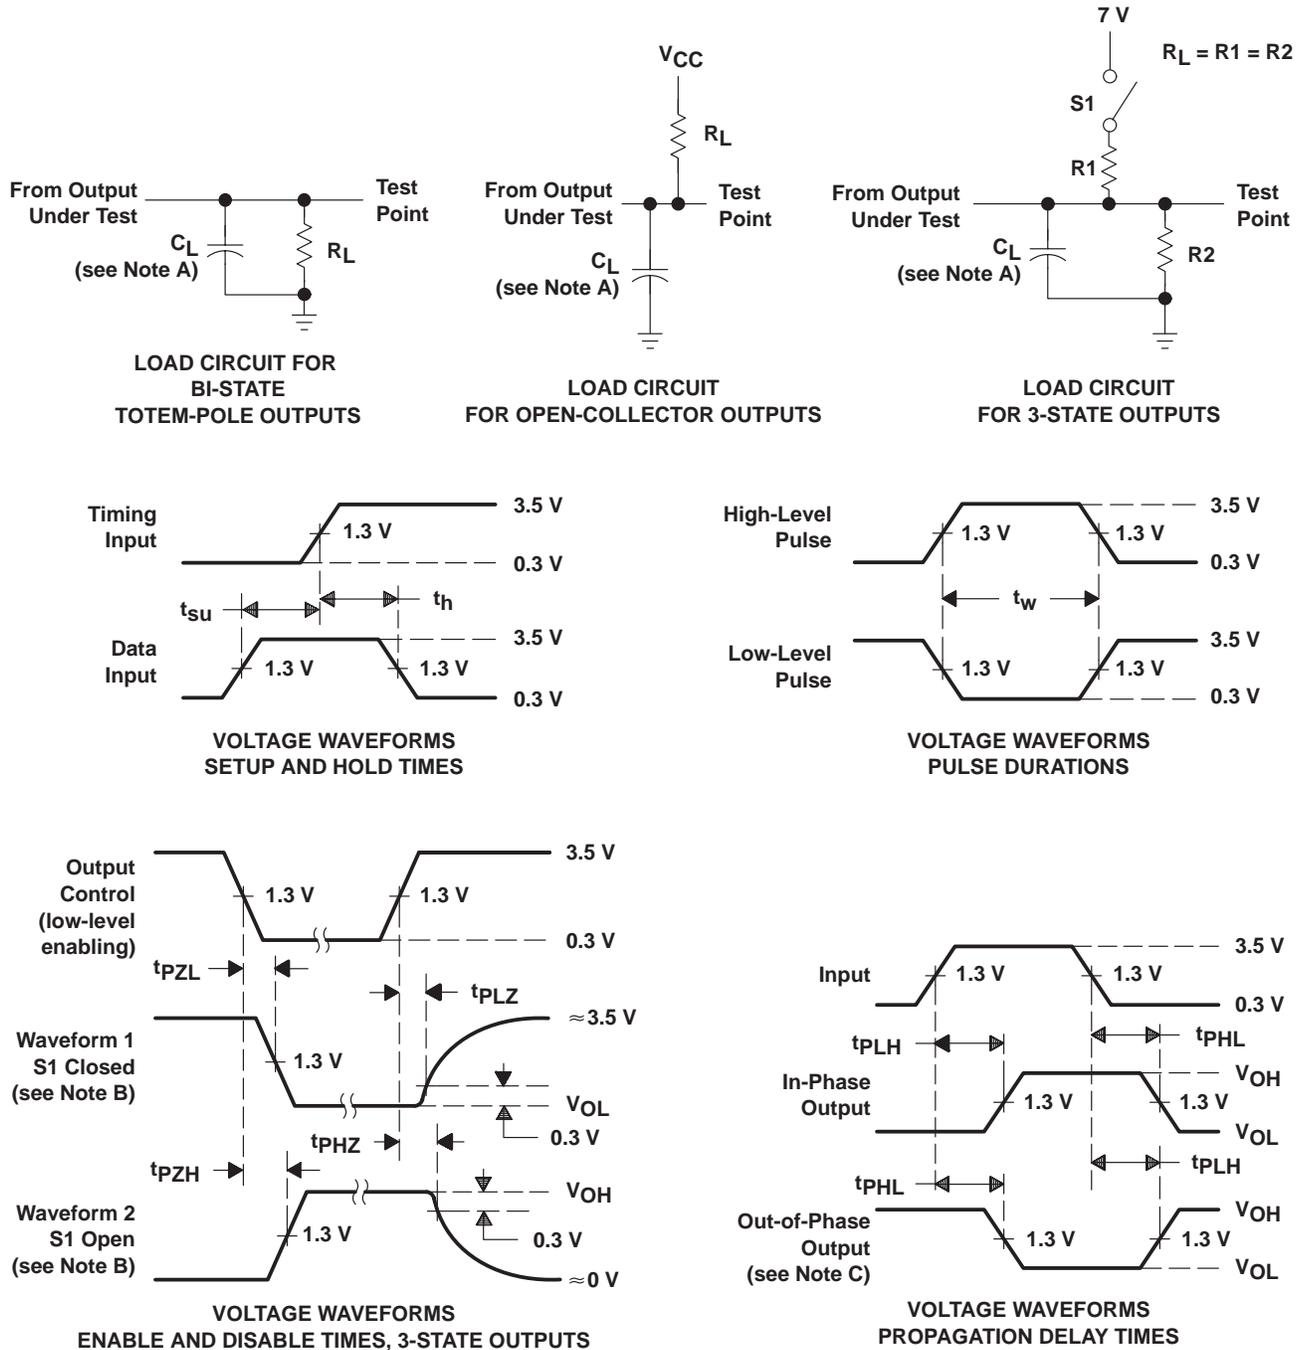 7 V
RL = R1 = R2
S1
R1
From Output
Under Test
Test
Point
CL
(see Note A)
R2
LOAD CIRCUIT
FOR 3-STATE OUTPUTS
VCC
RL
From Output
Under Test
Test
Point
CL
(see Note A)
LOAD CIRCUIT
FOR OPEN-COLLECTOR OUTPUTS
From Output
Under Test
Test
Point
CL
(see Note A)
RL
LOAD CIRCUIT FOR
BI-STATE
TOTEM-POLE OUTPUTS
Timing
Input
1.3 V
3.5 V
0.3 V
tsu
th
Data
Input
1.3 V
1.3 V
3.5 V
0.3 V
VOLTAGE WAVEFORMS
SETUP AND HOLD TIMES
High-Level
Pulse
1.3 V
1.3 V
3.5 V
0.3 V
tw
Low-Level
Pulse
1.3 V
1.3 V
3.5 V
0.3 V
VOLTAGE WAVEFORMS
PULSE DURATIONS
Output
Control
(low-level
enabling)
1.3 V
1.3 V
3.5 V
0.3 V
tPZL
tPLZ
Waveform 1
S1 Closed
(see Note B)
1.3 V
≈3.5 V
VOL
0.3 V
tPHZ
tPZH
Waveform 2
S1 Open
(see Note B)
1.3 V
VOH
0.3 V
≈0 V
VOLTAGE WAVEFORMS
ENABLE AND DISABLE TIMES, 3-STATE OUTPUTS
Input
1.3 V
1.3 V
3.5 V
0.3 V
tPLH
tPHL
In-Phase
Output
1.3 V
1.3 V
VOH
VOL
tPHL
tPLH
Out-of-Phase
Output
(see Note C)
1.3 V
1.3 V
VOH
VOL
VOLTAGE WAVEFORMS
PROPAGATION DELAY TIMES